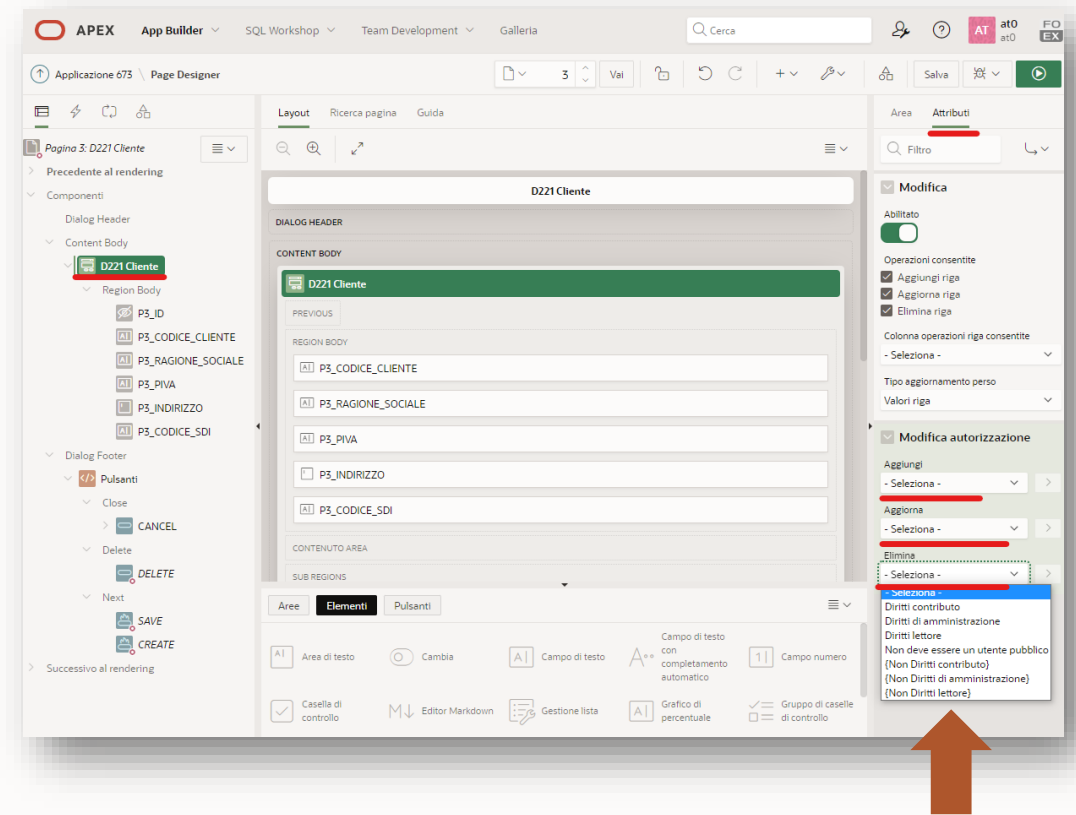 APEX App Builder SQL Workshop Team Development Galleria Cerca AT at0 FO
at0 EX
Applicazione 673 \ Page Designer 3 Vai Salva
Layout Ricerca pagina Guida Area Attributi
Pagina 3: D221 Cliente
Precedente al rendering
Componenti
Dialog Header
Content Body
D221 Cliente
Region Body
P3_ID
P3_CODICE_CLIENTE
P3_RAGIONE_SOCIALE
P3_PIVA
P3_INDIRIZZO
P3_CODICE_SDI
Dialog Footer
Pulsanti
Close
CANCEL
Delete
DELETE
Next
SAVE
CREATE
Successivo al rendering
D221 Cliente
DIALOG HEADER
CONTENT BODY
D221 Cliente
PREVIOUS
REGION BODY
P3_CODICE_CLIENTE
P3_RAGIONE_SOCIALE
P3_PIVA
P3_INDIRIZZO
P3_CODICE_SDI
CONTENUTO AREA
SUB REGIONS
Aree Elementi Pulsanti
Area di testo
Cambia
Campo di testo
Campo di testo
con
completamento
automatico
Campo numero
Casella di
controllo
Editor Markdown
Gestione lista
Grafico di
percentuale
Gruppo di caselle
di controllo
Filtro
Modifica
Abilitato
Operazioni consentite
Aggiungi riga
Aggiorna riga
Elimina riga
Colonna operazioni riga consentite
- Seleziona -
Tipo aggiornamento perso
Valori riga
Modifica autorizzazione
Aggiungi
- Seleziona -
Aggiorna
- Seleziona -
Elimina
- Seleziona -
- Seleziona -
Diritti contributo
Diritti di amministrazione
Diritti lettore
Non deve essere un utente pubblico
{Non Diritti contributo}
{Non Diritti di amministrazione}
{Non Diritti lettore}